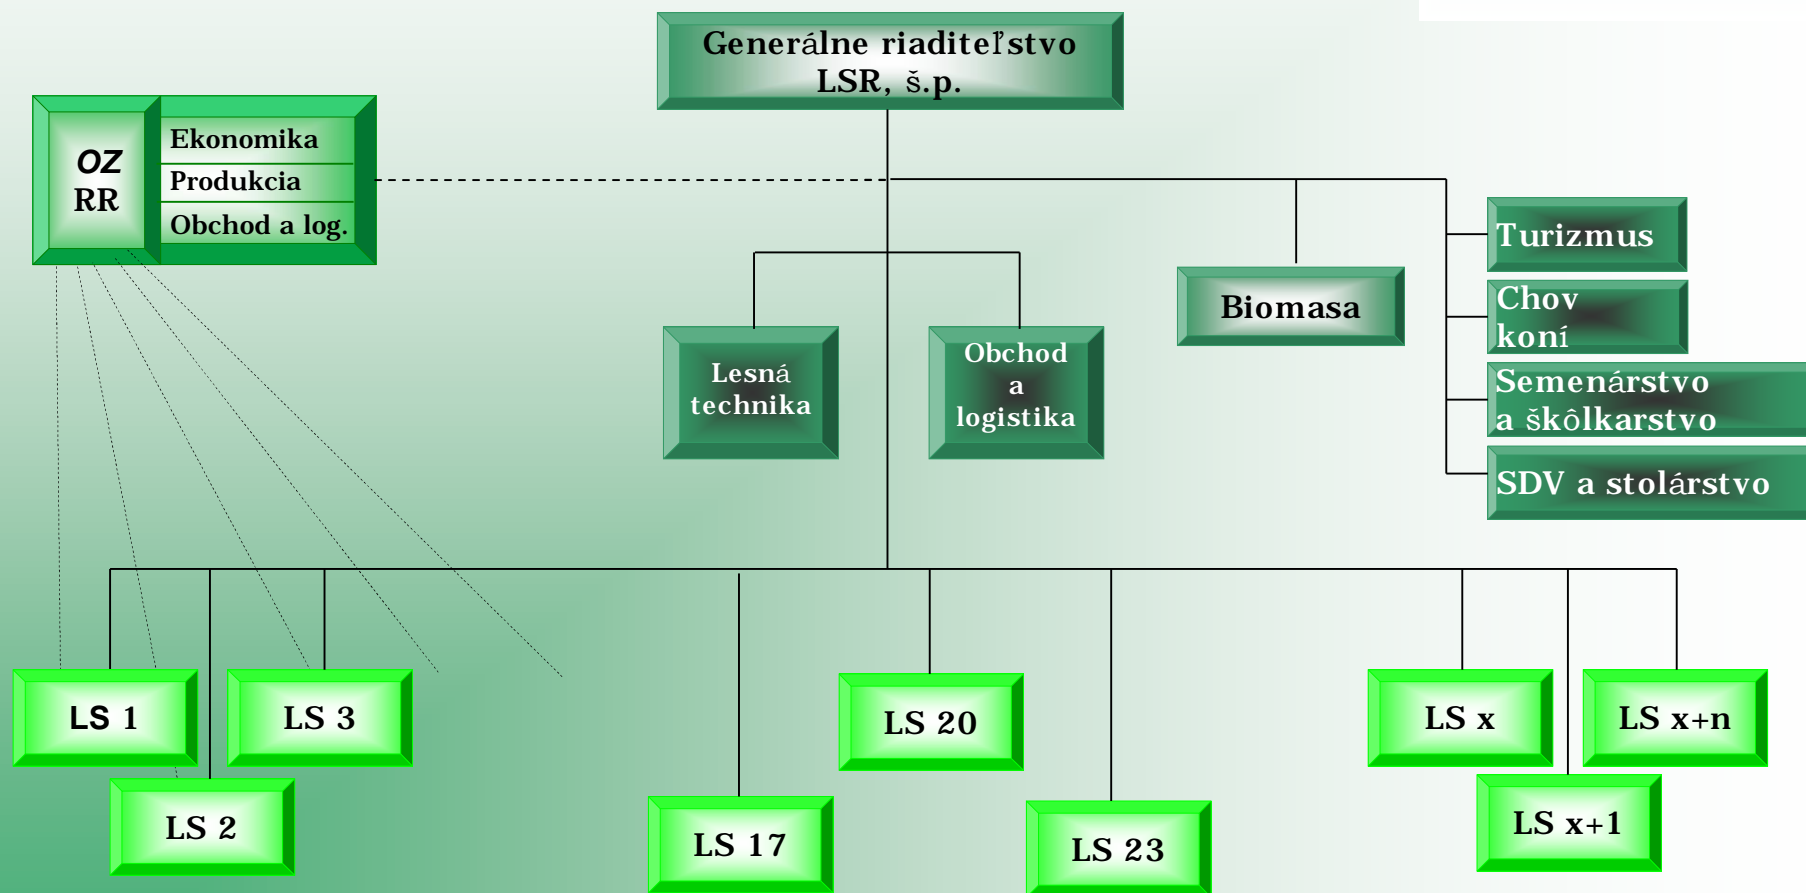 Generálne riaditeľstvo
LSR, š.p.
OZ
RR
Ekonomika
Produkcia
Obchod a log.
Turizmus
Chov
koní
Semenárstvo
a škôlkarstvo
SDV a stolárstvo
Biomasa
Lesná
technika
Obchod
a
logistika
LS 1
LS 2
LS 3
LS 17
LS 20
LS 23
LS x
LS x+1
LS x+n